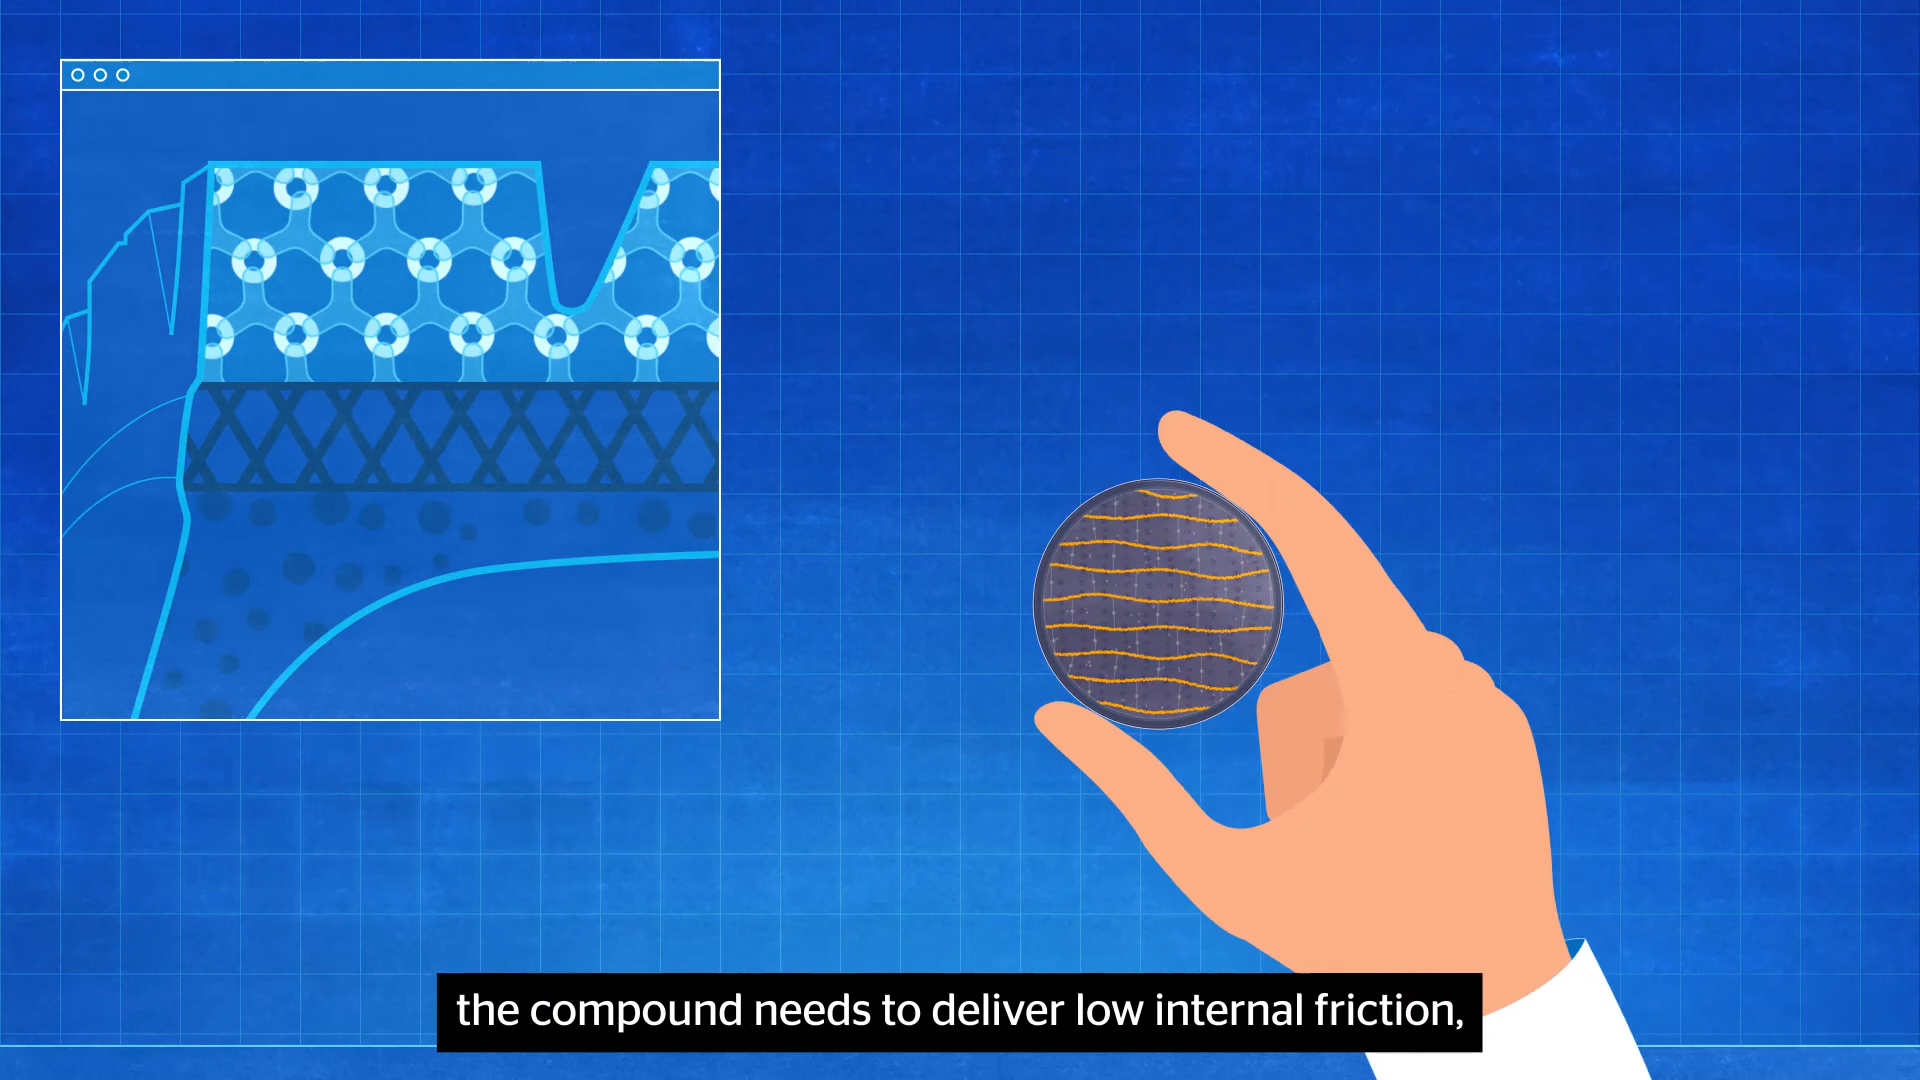 the compound needs to deliver low internal friction,